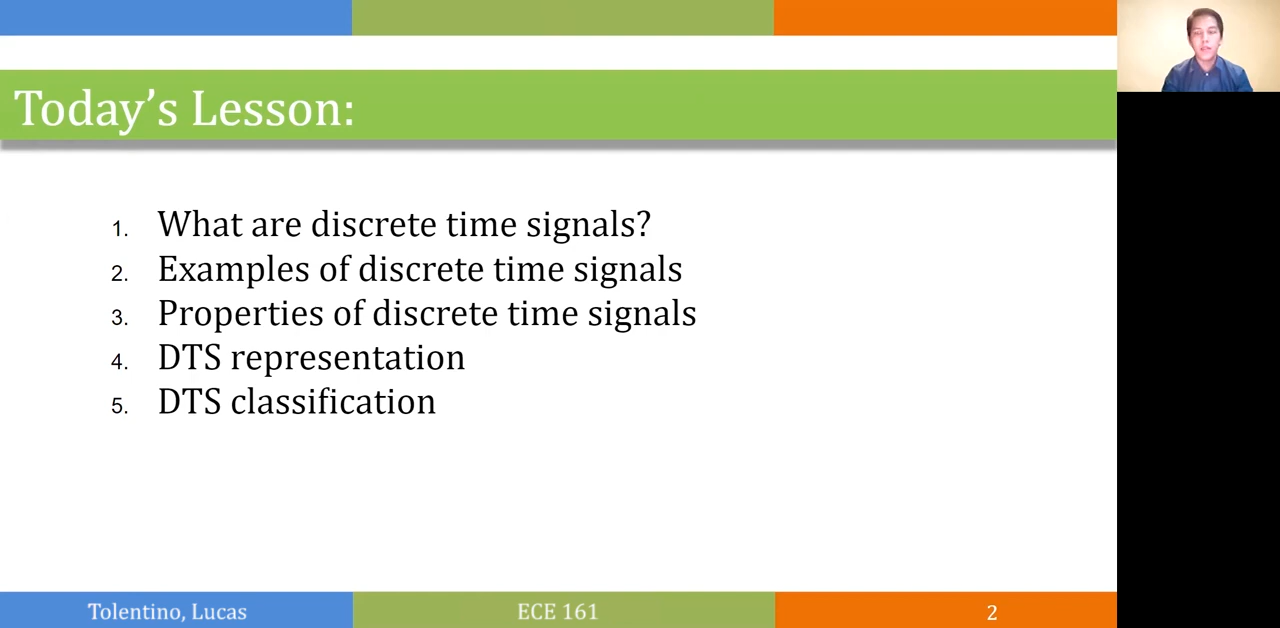 Today’s Lesson:
1. What are discrete time signals?
2. Examples of discrete time signals
3. Properties of discrete time signals
4. DTS representation
5. DTS classification
Tolentino, Lucas
ECE 161
2